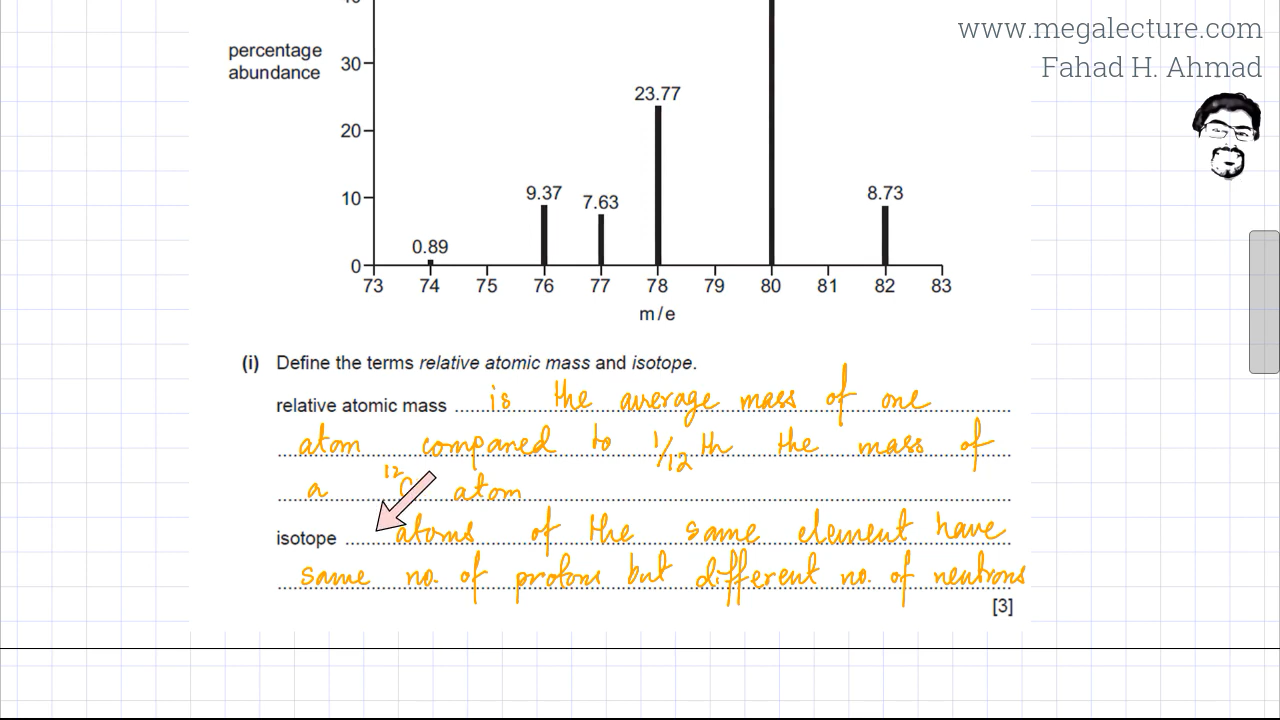 www.megalecture.com
Fahad H. Ahmad
percentage
abundance
30
20
10
0
23.77
9.37
7.63
8.73
0.89
73 74 75 76 77 78 79 80 81 82 83
m/e
(i) Define the terms relative atomic mass and isotope.
relative atomic mass is the average mass of one
atom compared to 1/12 th the mass of
a 12C atom
isotope atoms of the same element have
same no. of protons but different no. of neutrons
[3]